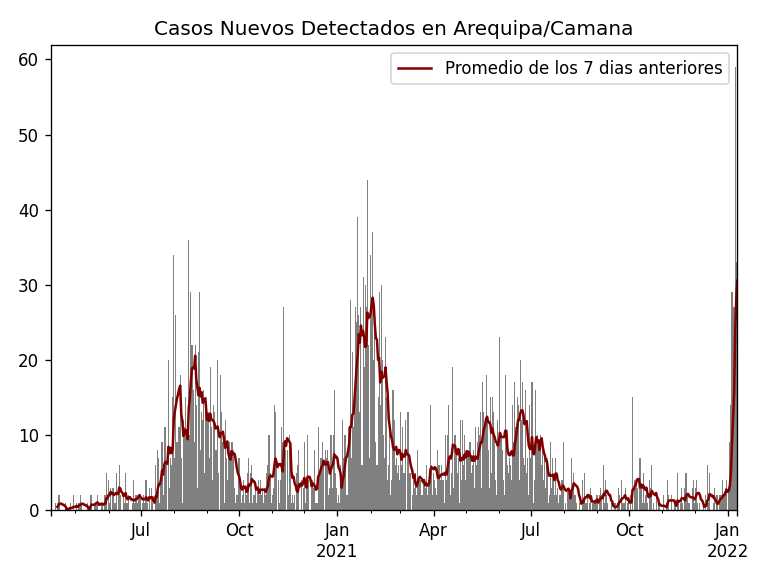 Casos Nuevos Detectados en Arequipa/Camana
Promedio de los 7 dias anteriores
60
50
40
30
20
10
0
Jul
Oct
Jan
2021
Apr
Jul
Oct
Jan
2022